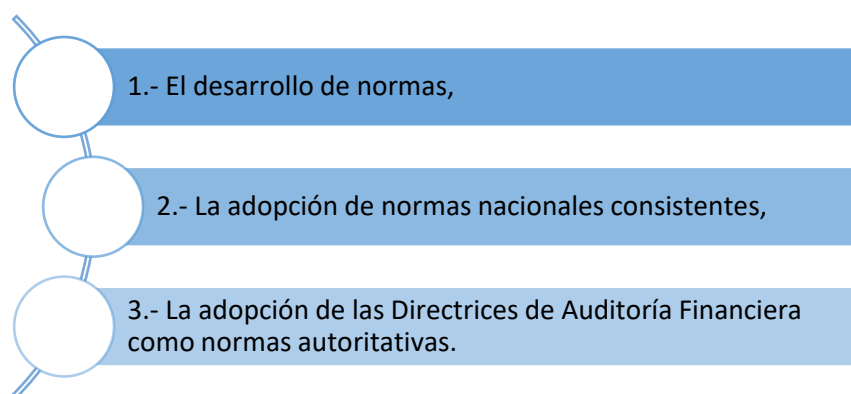 1.- El desarrollo de normas,
2.- La adopción de normas nacionales consistentes,
3.- La adopción de las Directrices de Auditoría Financiera
como normas autoritativas.